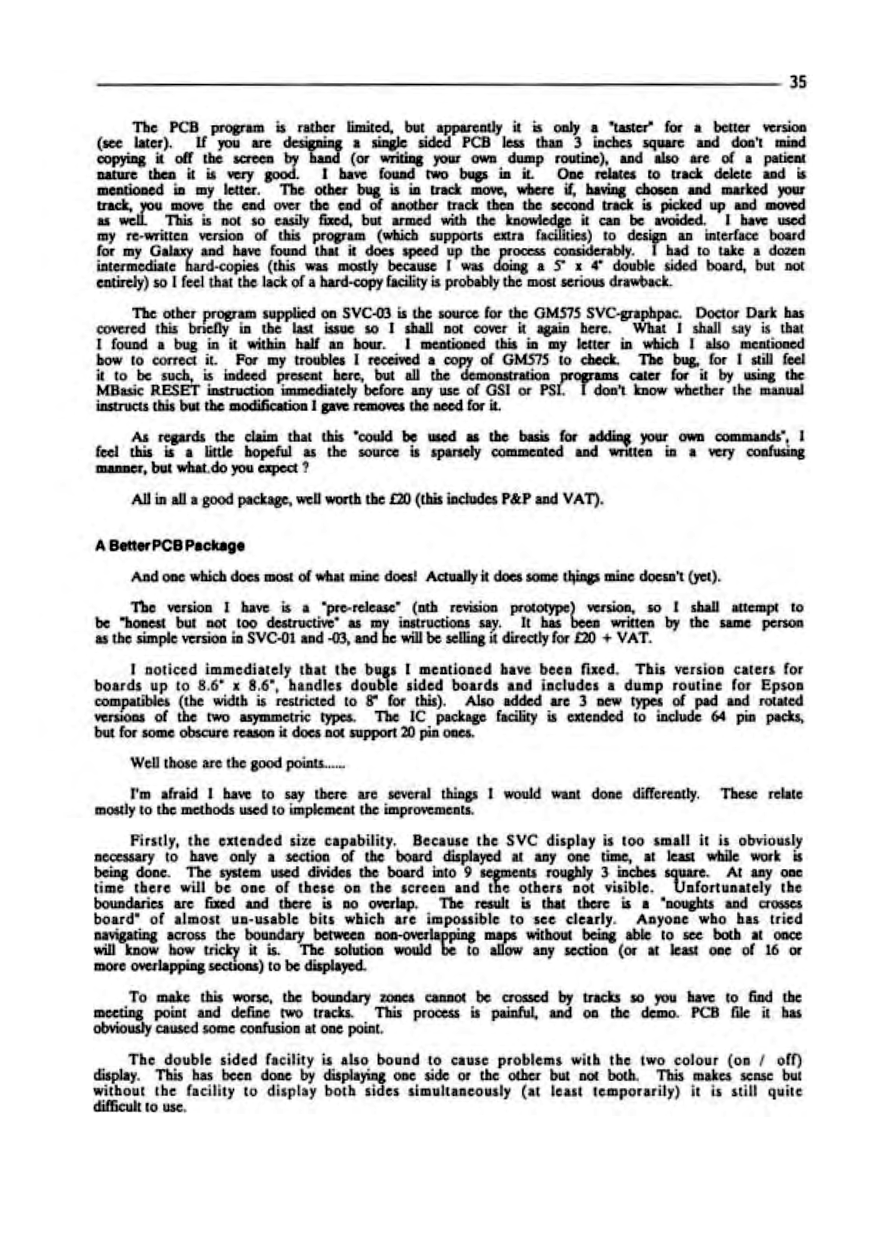 35
The PCB program is rather limited, but apparently it is only a "taster" for a better version
(see later). If you are designing a single sided PCB less than 3 inches square and don't mind
copying it off the screen by hand (or writing your own dump routine), and also are of a patient
nature then it is very good. I have found two bugs in it. One relates to track delete and is
mentioned in my letter. The other bug is in track move, where if, having chosen and marked your
track, you move the end over the end of another track then the second track is picked up and moved
as well. This is not so easily fixed, but armed with the knowledge it can be avoided. I have used
my re-written version of this program (which supports extra facilities) to design an interface board
for my Galaxy and have found that it does speed up the process considerably. I had to take a dozen
intermediate hard-copies (this was mostly because I was doing a 5" x 4" double sided board, but not
entirely) so I feel that the lack of a hard-copy facility is probably the most serious drawback.
The other program supplied on SVC-03 is the source for the GM575 SVC-graphpac. Doctor Dark has
covered this briefly in the last issue so I shall not cover it again here. What I shall say is that
I found a bug in it within half an hour. I mentioned this in my letter in which I also mentioned
how to correct it. For my troubles I received a copy of GM575 to check. The bug, for I still feel
it to be such, is indeed present here, but all the demonstration programs cater for it by using the
MBasic RESET instruction immediately before any use of GSI or PSI. I don't know whether the manual
instructs this but the modification I gave removes the need for it.
As regards the claim that this "could be used as the basis for adding your own commands", I
feel this is a little hopeful as the source is sparsely commented and written in a very confusing
manner, but what.do you expect ?
All in all a good package, well worth the £20 (this includes P&P and VAT).
A Better PCB Package
And one which does most of what mine does! Actually it does some things mine doesn't (yet).
The version I have is a "pre-release" (nth revision prototype) version, so I shall attempt to
be "honest but not too destructive" as my instructions say. It has been written by the same person
as the simple version in SVC-01 and -03, and he will be selling it directly for £20 + VAT.
I noticed immediately that the bugs I mentioned have been fixed. This version caters for
boards up to 8.6" x 8.6", handles double sided boards and includes a dump routine for Epson
compatibles (the width is restricted to 8" for this). Also added are 3 new types of pad and rotated
versions of the two asymmetric types. The IC package facility is extended to include 64 pin packs,
but for some obscure reason it does not support 20 pin ones.
Well those are the good points......
I'm afraid I have to say there are several things I would want done differently. These relate
mostly to the methods used to implement the improvements.
Firstly, the extended size capability. Because the SVC display is too small it is obviously
necessary to have only a section of the board displayed at any one time, at least while work is
being done. The system used divides the board into 9 segments roughly 3 inches square. At any one
time there will be one of these on the screen and the others not visible. Unfortunately the
boundaries are fixed and there is no overlap. The result is that there is a "noughts and crosses
board" of almost un-usable bits which are impossible to see clearly. Anyone who has tried
navigating across the boundary between non-overlapping maps without being able to see both at once
will know how tricky it is. The solution would be to allow any section (or at least one of 16 or
more overlapping sections) to be displayed.
To make this worse, the boundary zones cannot be crossed by tracks so you have to find the
meeting point and define two tracks. This process is painful, and on the demo. PCB file it has
obviously caused some confusion at one point.
The double sided facility is also bound to cause problems with the two colour (on / off)
display. This has been done by displaying one side or the other but not both. This makes sense but
without the facility to display both sides simultaneously (at least temporarily) it is still quite
difficult to use.